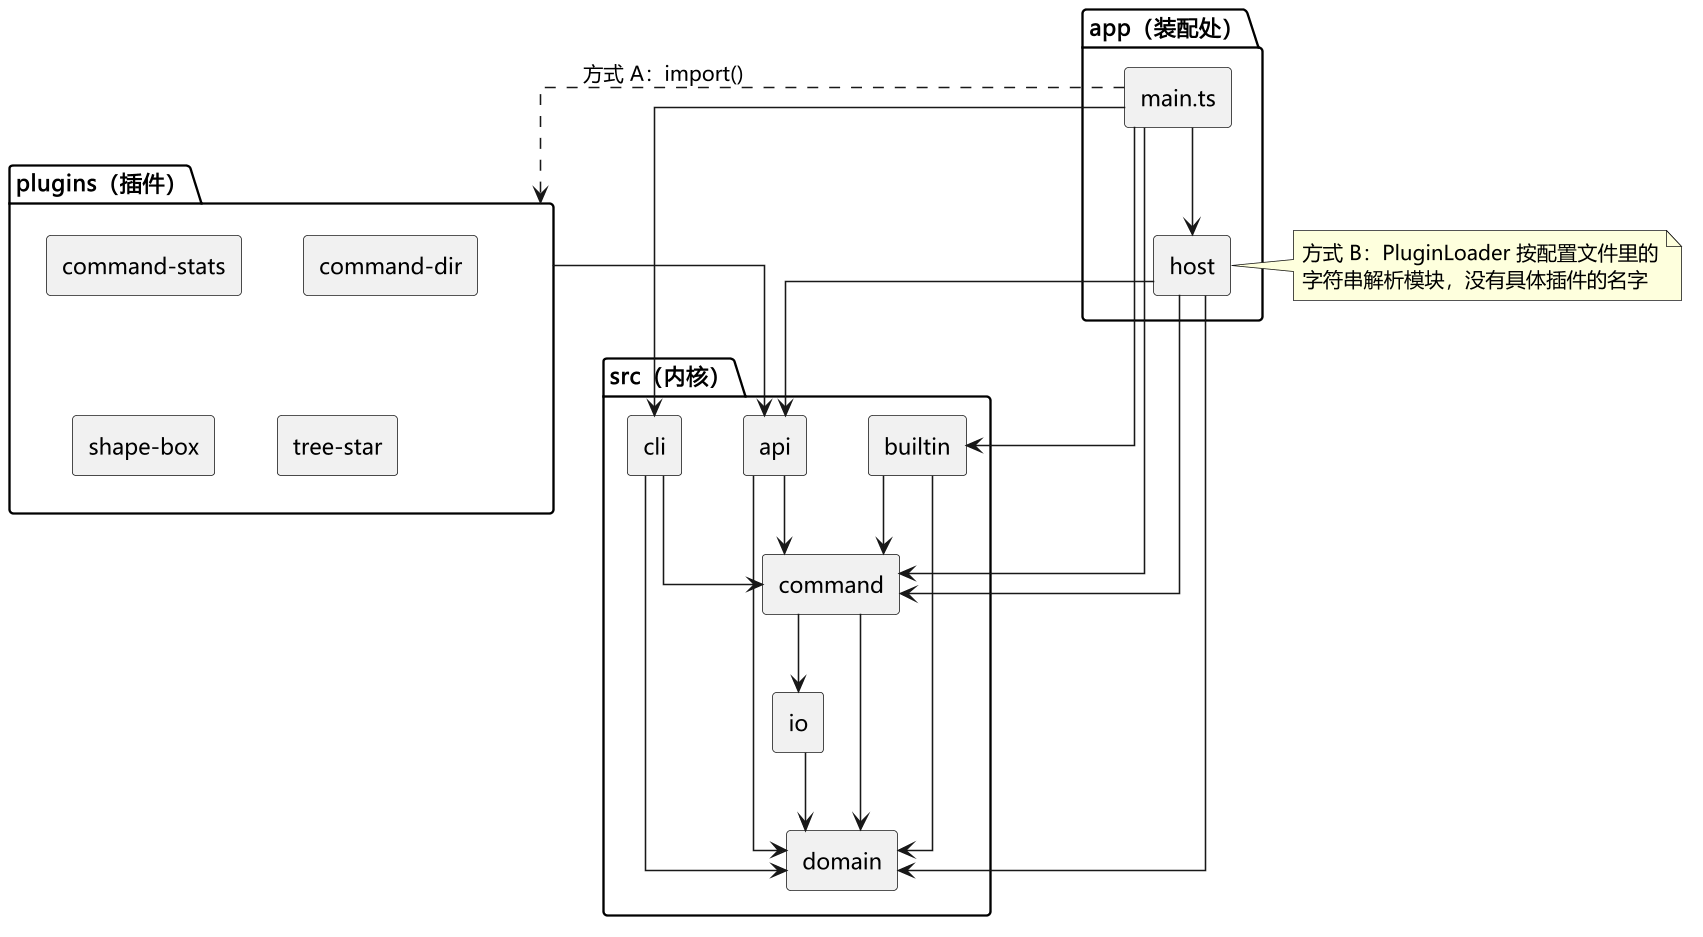 app（装配处）
方式 A：import()
main.ts
plugins（插件）
command-stats
command-dir
host
方式 B：PluginLoader 按配置文件里的
字符串解析模块，没有具体插件的名字
src（内核）
shape-box
tree-star
cli
api
builtin
command
io
domain